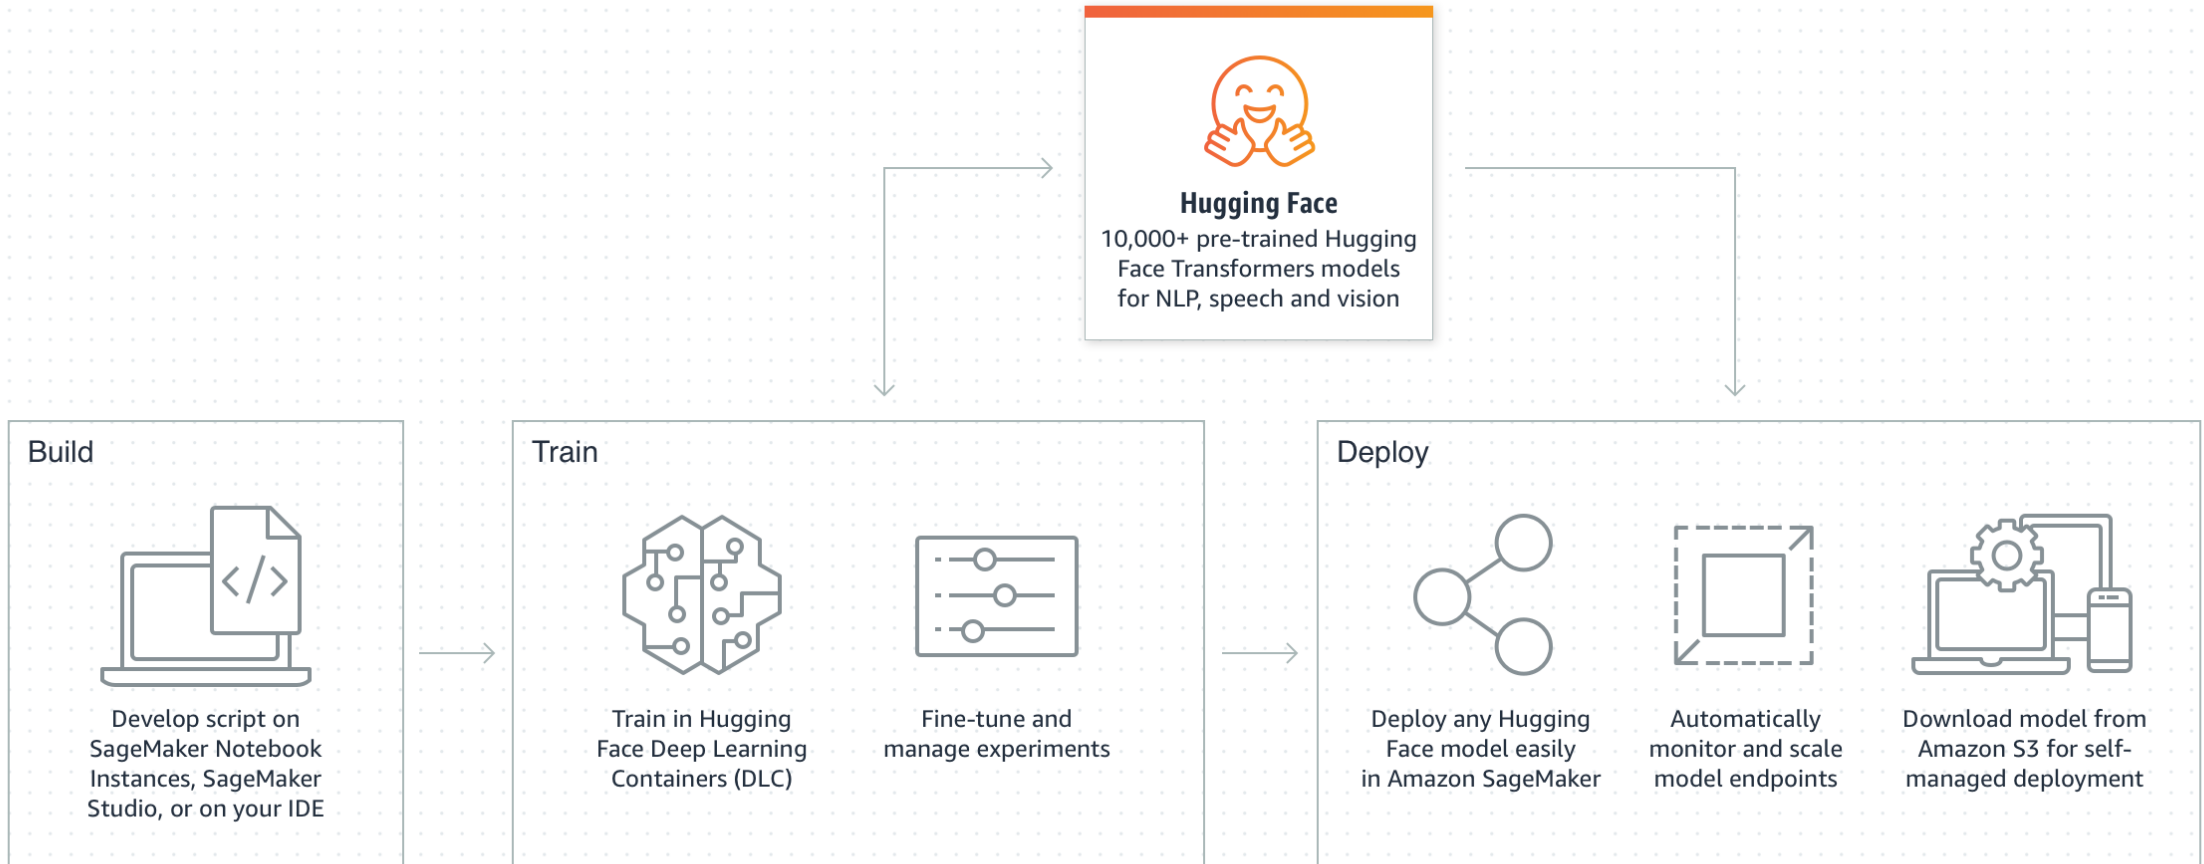 Hugging Face
10,000+ pre-trained Hugging
Face Transformers models
for NLP, speech and vision
Build
Develop script on
SageMaker Notebook
Instances, SageMaker
Studio, or on your IDE
Train
Train in Hugging
Face Deep Learning
Containers (DLC)
Fine-tune and
manage experiments
Deploy
Deploy any Hugging
Face model easily
in Amazon SageMaker
Automatically
monitor and scale
model endpoints
Download model from
Amazon S3 for self-
managed deployment